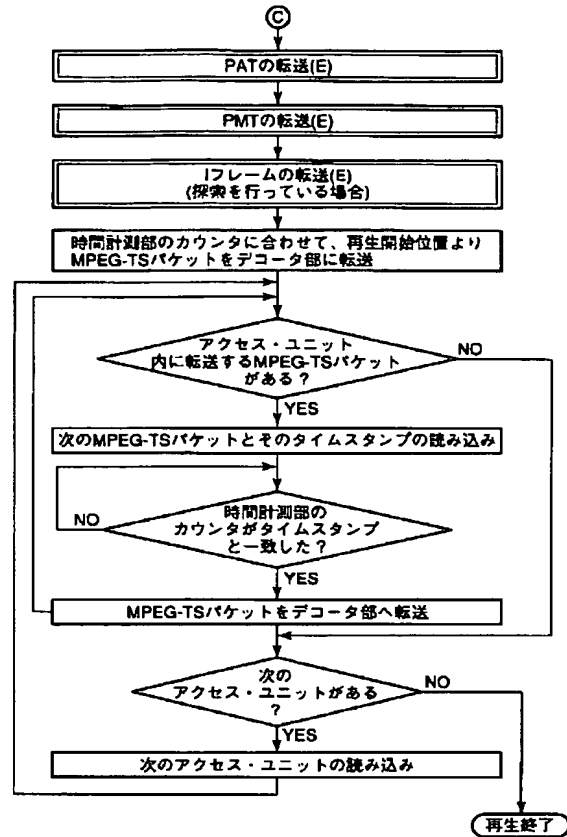 C
PATの転送(E)
PMTの転送(E)
Iフレームの転送(E)
(探索を行っている場合)
時間計測部のカウンタに合わせて、再生開始位置より
MPEG-TSパケットをデコータ部に転送
アクセス・ユニット
内に転送するMPEG-TSパケット
がある?
NO
YES
次のMPEG-TSパケットとそのタイムスタンプの読み込み
時間計測部の
カウンタがタイムスタンプ
と一致した?
NO
YES
MPEG-TSパケットをデコータ部へ転送
次の
アクセス・ユニットがある
?
NO
YES
次のアクセス・ユニットの読み込み
再生終了